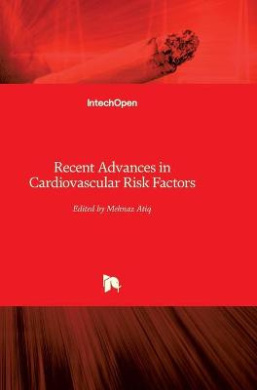 IntechOpen
Recent Advances in
Cardiovascular Risk Factors
Edited by Mehnaz Atiq